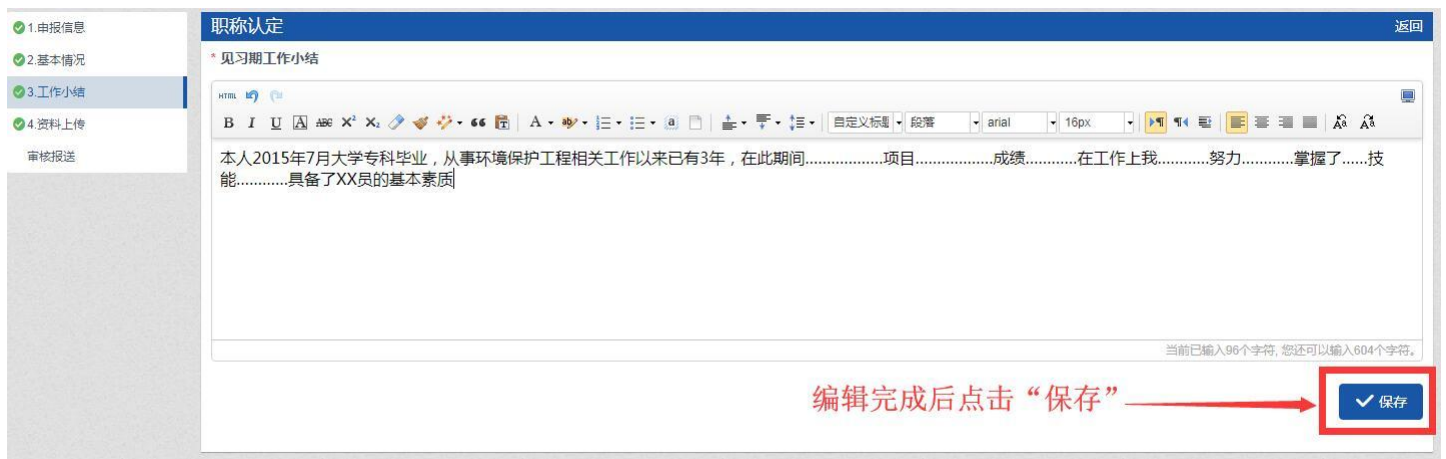 1.申报信息
2.基本情况
3.工作小结
4.资料上传
审核报送
职称认定
返回
* 见习期工作小结
HTML
B I U A ABC X² X₂ 66 T A ab a 自定义标题 段落 arial 16px
本人2015年7月大学专科毕业，从事环境保护工程相关工作以来已有3年，在此期间..................项目..................成绩............在工作上我............努力............掌握了......技
能............具备了XX员的基本素质
当前已输入96个字符, 您还可以输入604个字符。
编辑完成后点击“保存”
保存